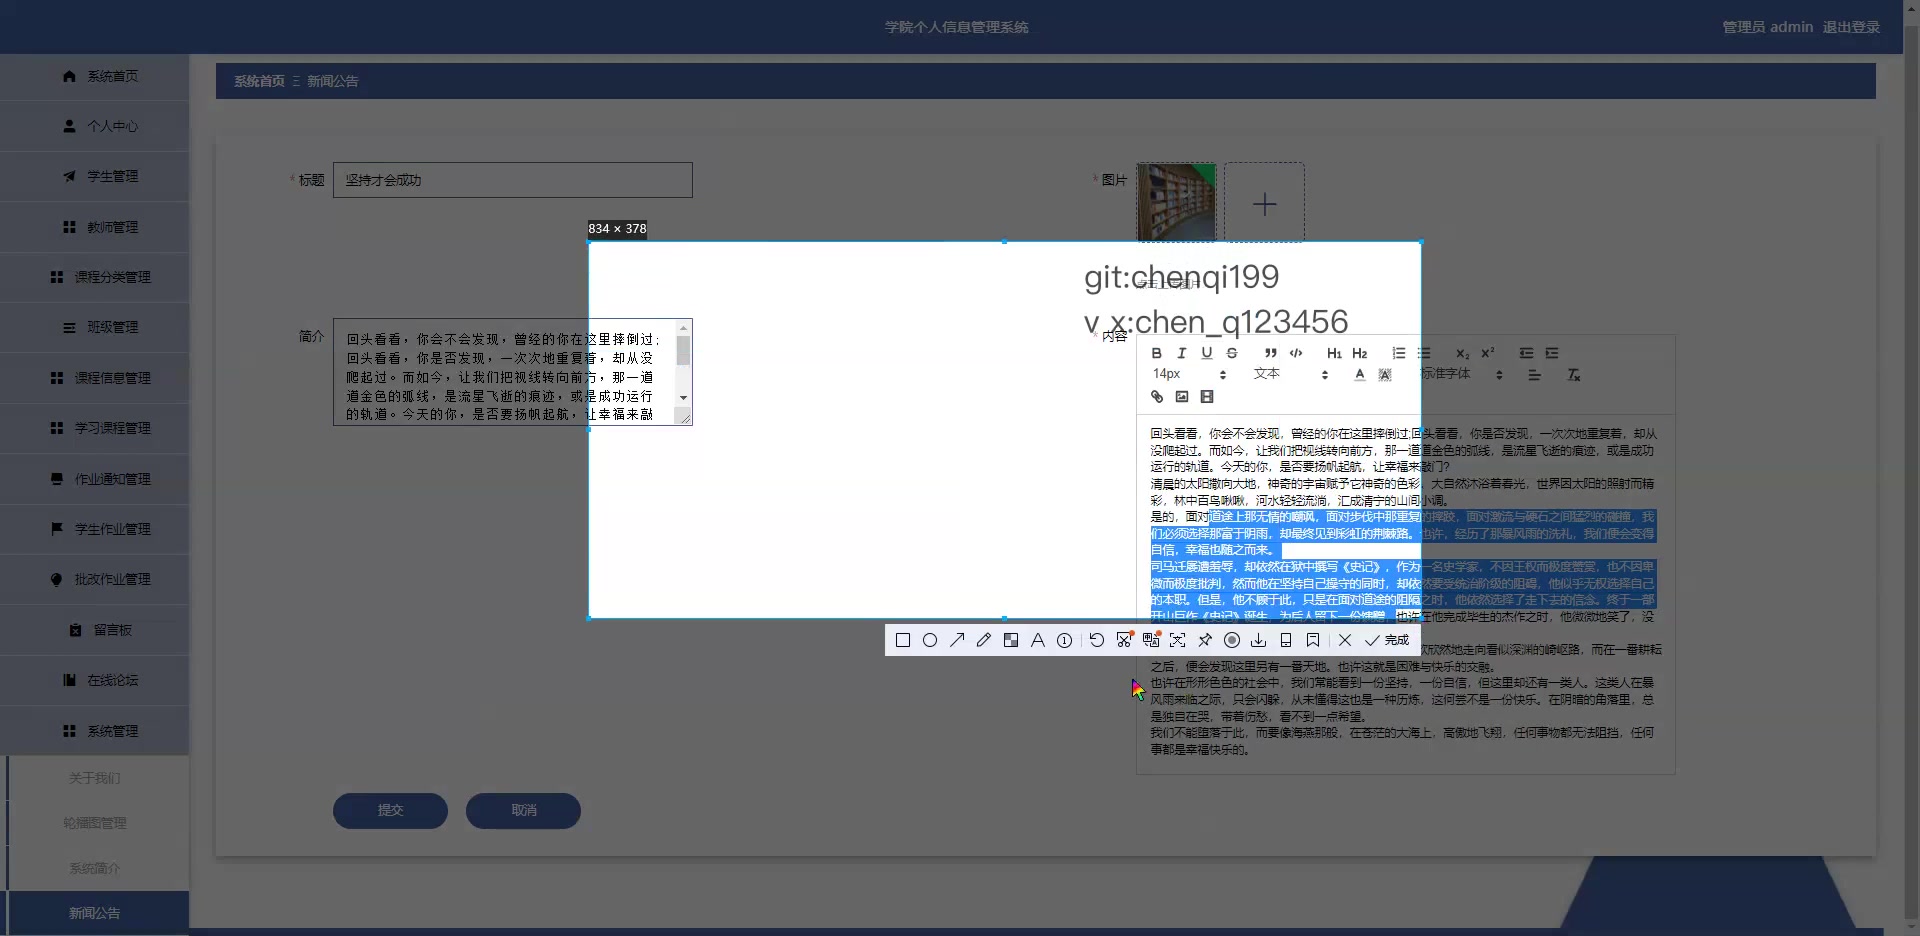 学院个人信息管理系统
管理员 admin 退出登录
系统首页
个人中心
学生管理
教师管理
课程分类管理
班级管理
课程信息管理
学习课程管理
作业通知管理
学生作业管理
批改作业管理
留言板
在线论坛
系统管理
关于我们
轮播图管理
系统简介
新闻公告
系统首页 Ξ 新闻公告
* 标题
坚持才会成功
* 图片
834 × 378
git:chenqi199
点击上传图片
v x:chen_q123456
简介
回头看看，你会不会发现，曾经的你在这里摔倒过;
回头看看，你是否发现，一次次地重复着，却从没
爬起过。而如今，让我们把视线转向前方，那一道
道金色的弧线，是流星飞逝的痕迹，或是成功运行
的轨道。今天的你，是否要扬帆起航，让幸福来敲
* 内容
B I U S H1 H2 X2 X2
14px 文本 A A 标准字体
回头看看，你会不会发现，曾经的你在这里摔倒过;回头看看，你是否发现，一次次地重复着，却从
没爬起过。而如今，让我们把视线转向前方，那一道道金色的弧线，是流星飞逝的痕迹，或是成功
运行的轨道。今天的你，是否要扬帆起航，让幸福来敲门?
清晨的太阳撒向大地，神奇的宇宙赋予它神奇的色彩，大自然沐浴着春光，世界因太阳的照射而精
彩，林中百鸟啾啾，河水轻轻流淌，汇成清宁的山间小调。
是的，面对道途上那无情的嘲讽，面对步伐中那重复的摔跤，面对激流与硬石之间猛烈的碰撞，我
们必须选择那富于阴雨，却最终见到彩虹的荆棘路。也许，经历了那暴风雨的洗礼，我们便会变得
自信，幸福也随之而来。
司马迁屡遭羞辱，却依然在狱中撰写《史记》，作为一名史学家，不因王权而极度赞赏，也不因卑
微而极度批判，然而他在坚持自己操守的同时，却依然要受统治阶级的阻碍，他似乎无权选择自己
的本职。但是，他不顾于此，只是在面对道途的阻隔之时，他依然选择了走下去的信念。终于一部
开山巨作《史记》诞生，为后人留下一份馈赠。也许在他完成毕生的杰作之时，他微微地笑了，没
次欣然地走向看似深渊的崎岖路，而在一番耕耘
之后，便会发现这里另有一番天地。也许这就是困难与快乐的交融。
也许在形形色色的社会中，我们常能看到一份坚持，一份自信，但这里却还有一类人。这类人在暴
风雨来临之际，只会闪躲，从未懂得这也是一种历炼，这何尝不是一份快乐。在阴暗的角落里，总
是独自在哭，带着伤愁，看不到一点希望。
我们不能堕落于此，而要像海燕那般，在苍茫的大海上，高傲地飞翔，任何事物都无法阻挡，任何
事都是幸福快乐的。
完成
提交
取消